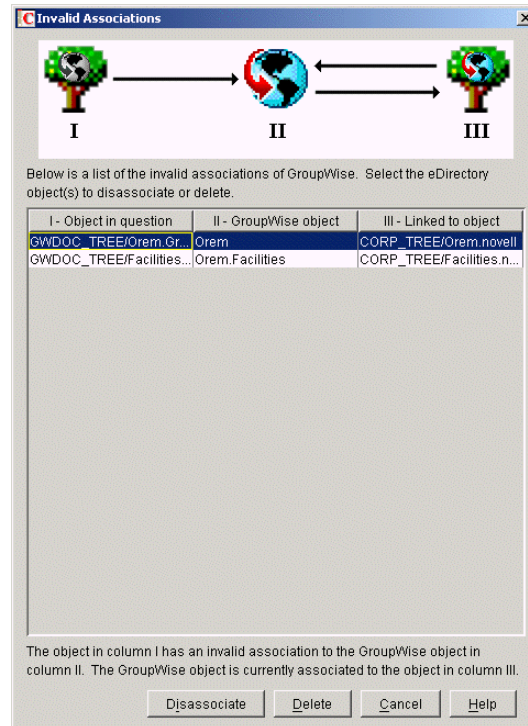 Invalid Associations
I II III
Below is a list of the invalid associations of GroupWise. Select the eDirectory
object(s) to disassociate or delete.
I - Object in question II - GroupWise object III - Linked to object
GWDOC_TREE/Orem.Gr... Orem CORP_TREE/Orem.novell
GWDOC_TREE/Facilities... Orem.Facilities CORP_TREE/Facilities.n...
The object in column I has an invalid association to the GroupWise object in
column II. The GroupWise object is currently associated to the object in column III.
Disassociate Delete Cancel Help